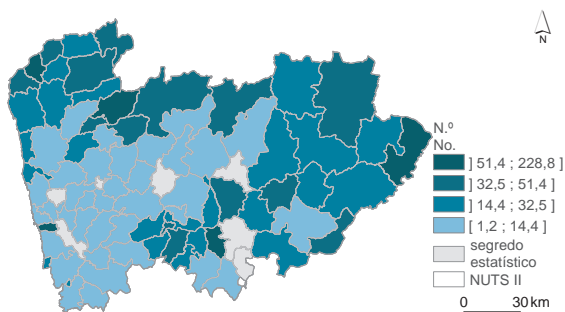 N
N.º
No.
] 51,4 ; 228,8 ]
] 32,5 ; 51,4 ]
] 14,4 ; 32,5 ]
[ 1,2 ; 14,4 ]
segredo
estatístico
NUTS II
0 30 km